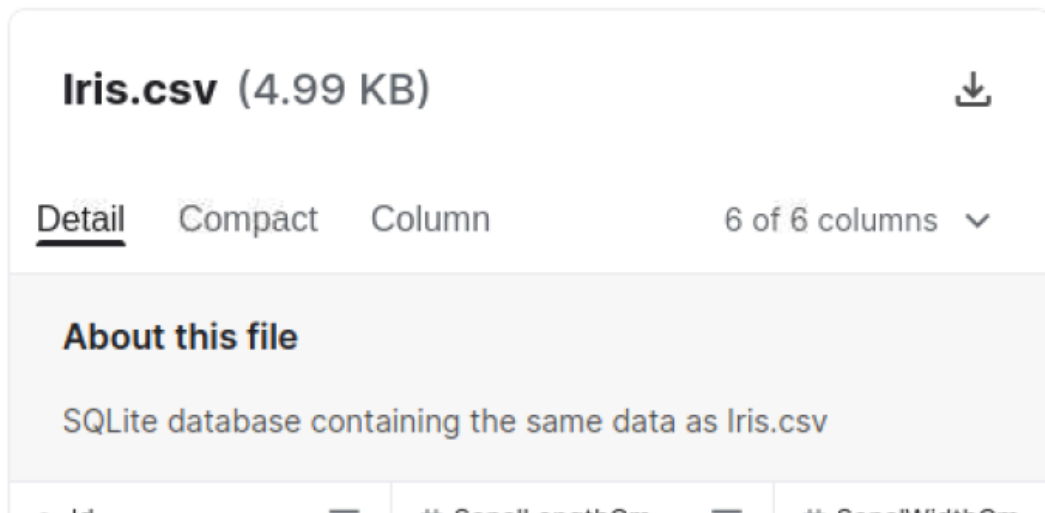 Iris.csv (4.99 KB)
Detail Compact Column 6 of 6 columns
About this file
SQLite database containing the same data as Iris.csv